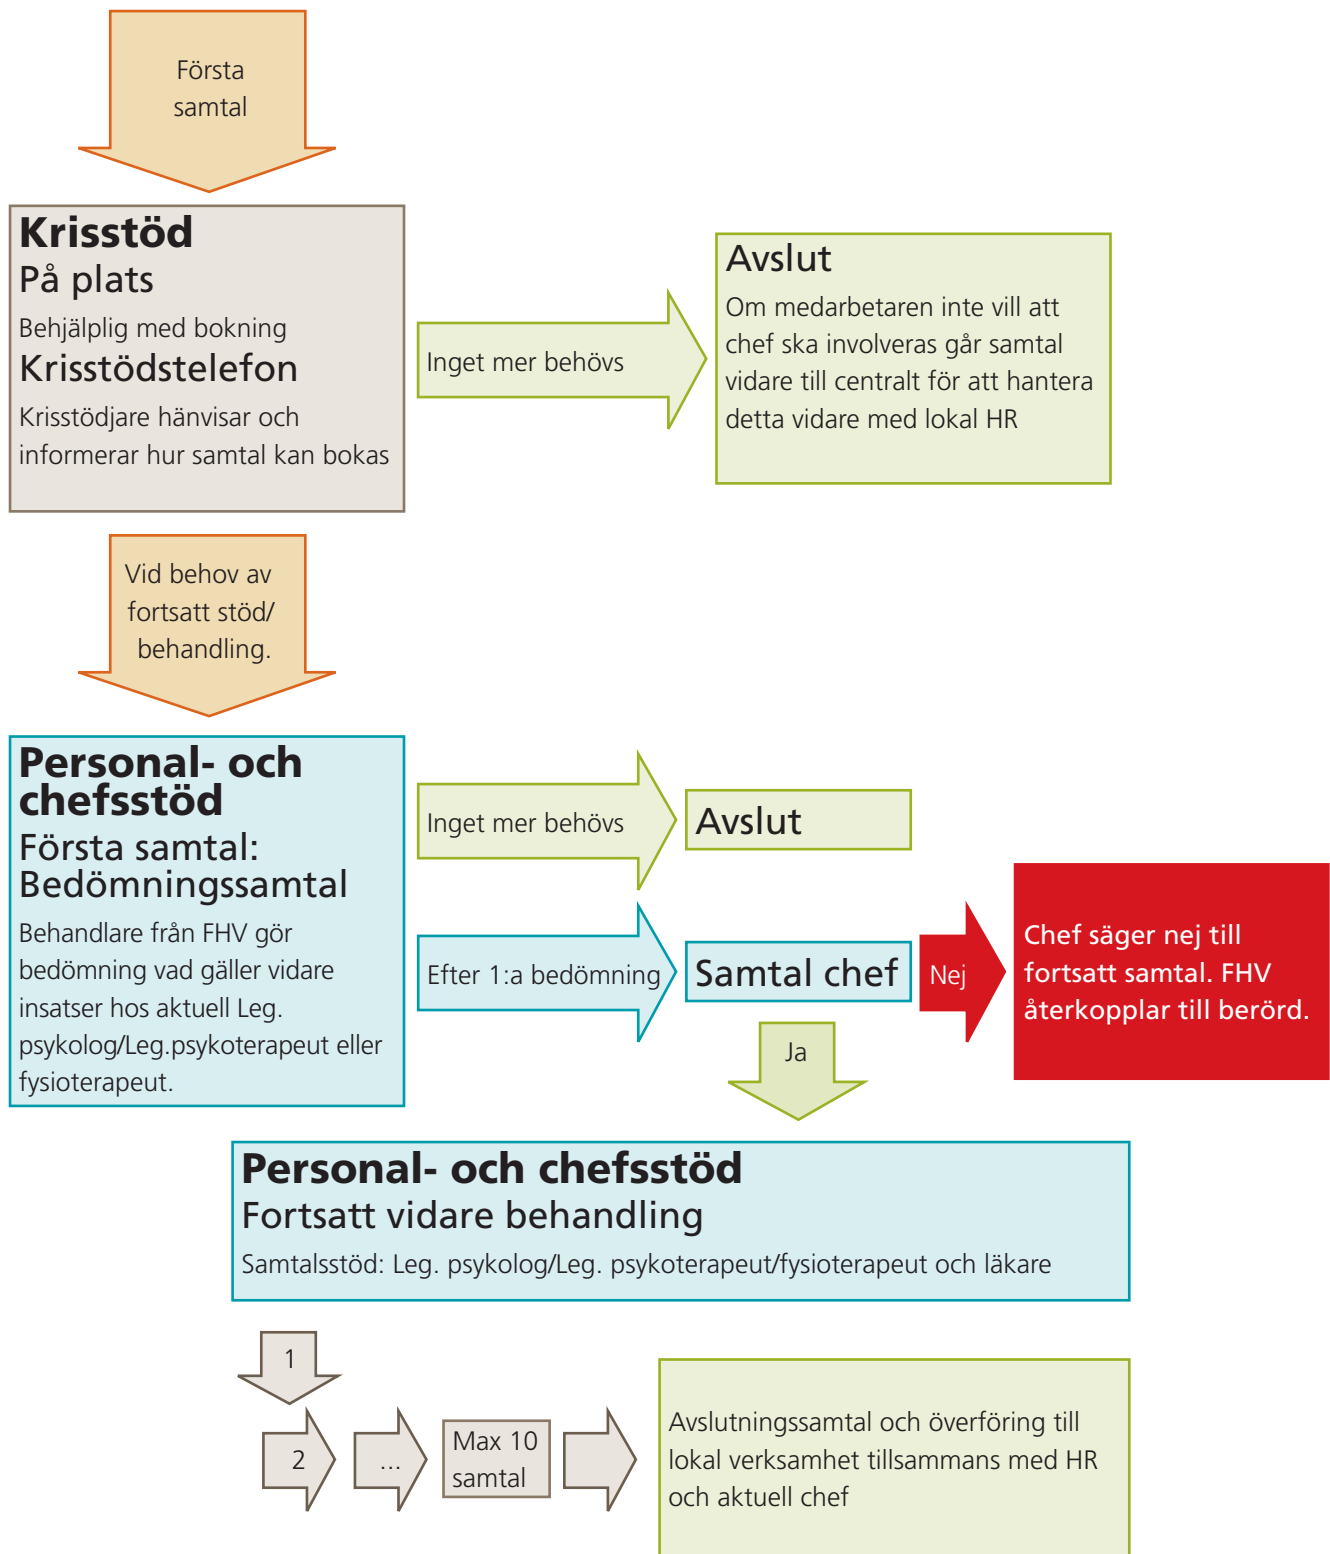 Första
samtal
Krisstöd
På plats
Behjälplig med bokning
Krisstödstelefon
Krisstödjare hänvisar och
informerar hur samtal kan bokas
Inget mer behövs
Avslut
Om medarbetaren inte vill att
chef ska involveras går samtal
vidare till centralt för att hantera
detta vidare med lokal HR
Vid behov av
fortsatt stöd/
behandling.
Personal- och
chefsstöd
Första samtal:
Bedömningssamtal
Behandlare från FHV gör
bedömning vad gäller vidare
insatser hos aktuell Leg.
psykolog/Leg.psykoterapeut eller
fysioterapeut.
Inget mer behövs
Avslut
Efter 1:a bedömning
Samtal chef
Nej
Chef säger nej till
fortsatt samtal. FHV
återkopplar till berörd.
Ja
Personal- och chefsstöd
Fortsatt vidare behandling
Samtalsstöd: Leg. psykolog/Leg. psykoterapeut/fysioterapeut och läkare
1
2
...
Max 10
samtal
Avslutningssamtal och överföring till
lokal verksamhet tillsammans med HR
och aktuell chef